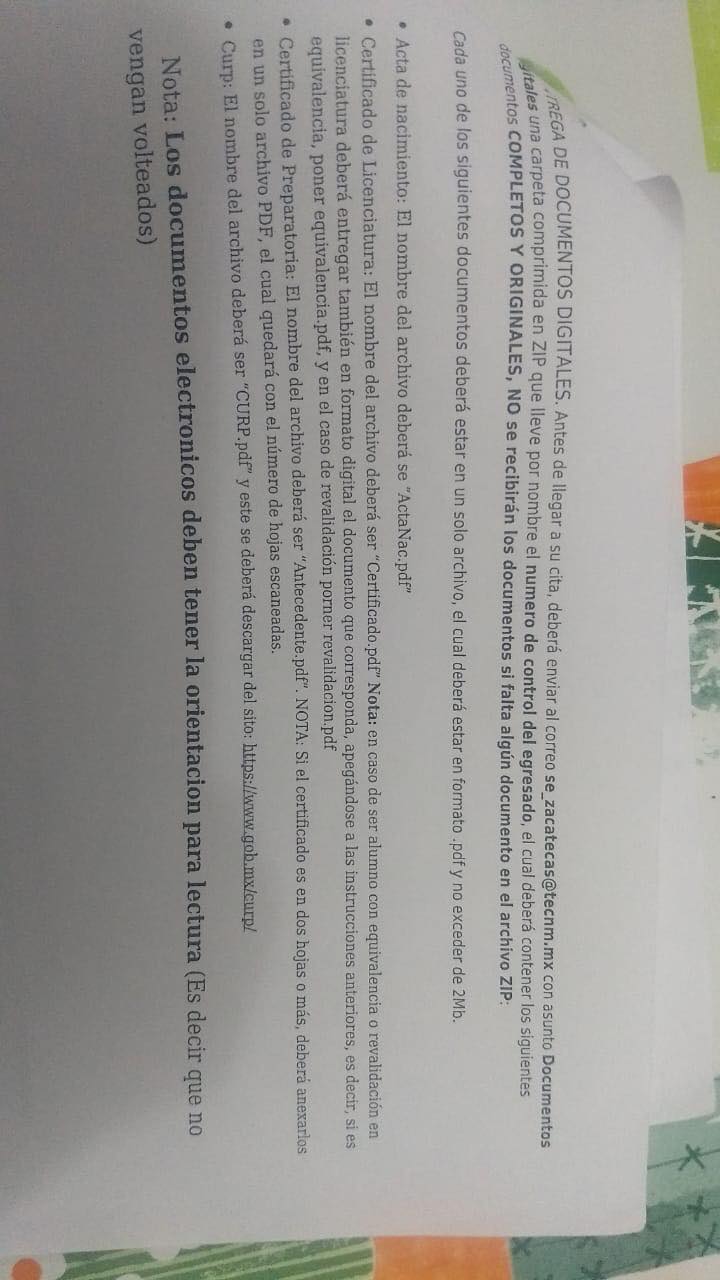 TREGA DE DOCUMENTOS DIGITALES. Antes de llegar a su cita, deberá enviar al correo se_zacatecas@tecnm.mx con asunto Documentos
gitales una carpeta comprimida en ZIP que lleve por nombre el numero de control del egresado, el cual deberá contener los siguientes
documentos COMPLETOS Y ORIGINALES, NO se recibirán los documentos si falta algún documento en el archivo ZIP:
Cada uno de los siguientes documentos deberá estar en un solo archivo, el cual deberá estar en formato .pdf y no exceder de 2Mb.
• Acta de nacimiento: El nombre del archivo deberá se "ActaNac.pdf"
• Certificado de Licenciatura: El nombre del archivo deberá ser "Certificado.pdf" Nota: en caso de ser alumno con equivalencia o revalidación en
licenciatura deberá entregar también en formato digital el documento que corresponda, apegándose a las instrucciones anteriores, es decir, si es
equivalencia, poner equivalencia.pdf, y en el caso de revalidación porner revalidacion.pdf
• Certificado de Preparatoria: El nombre del archivo deberá ser "Antecedente.pdf". NOTA: Si el certificado es en dos hojas o más, deberá anexarlos
en un solo archivo PDF, el cual quedará con el número de hojas escaneadas.
• Curp: El nombre del archivo deberá ser "CURP.pdf" y este se deberá descargar del sito: https://www.gob.mx/curp/
Nota: Los documentos electronicos deben tener la orientacion para lectura (Es decir que no
vengan volteados)